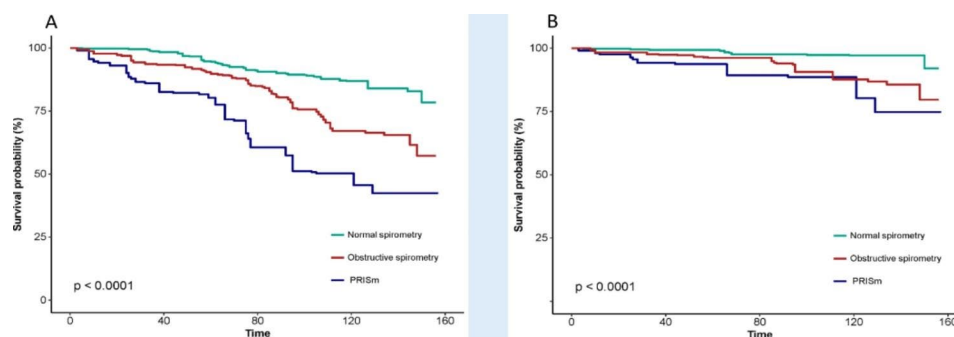 A
Survival probability (%)
100
75
50
25
0
Normal spirometry
Obstructive spirometry
PRISm
p < 0.0001
0
40
80
120
160
Time
B
Survival probability (%)
100
75
50
25
Normal spirometry
Obstructive spirometry
PRISm
p < 0.0001
0
40
80
120
160
Time